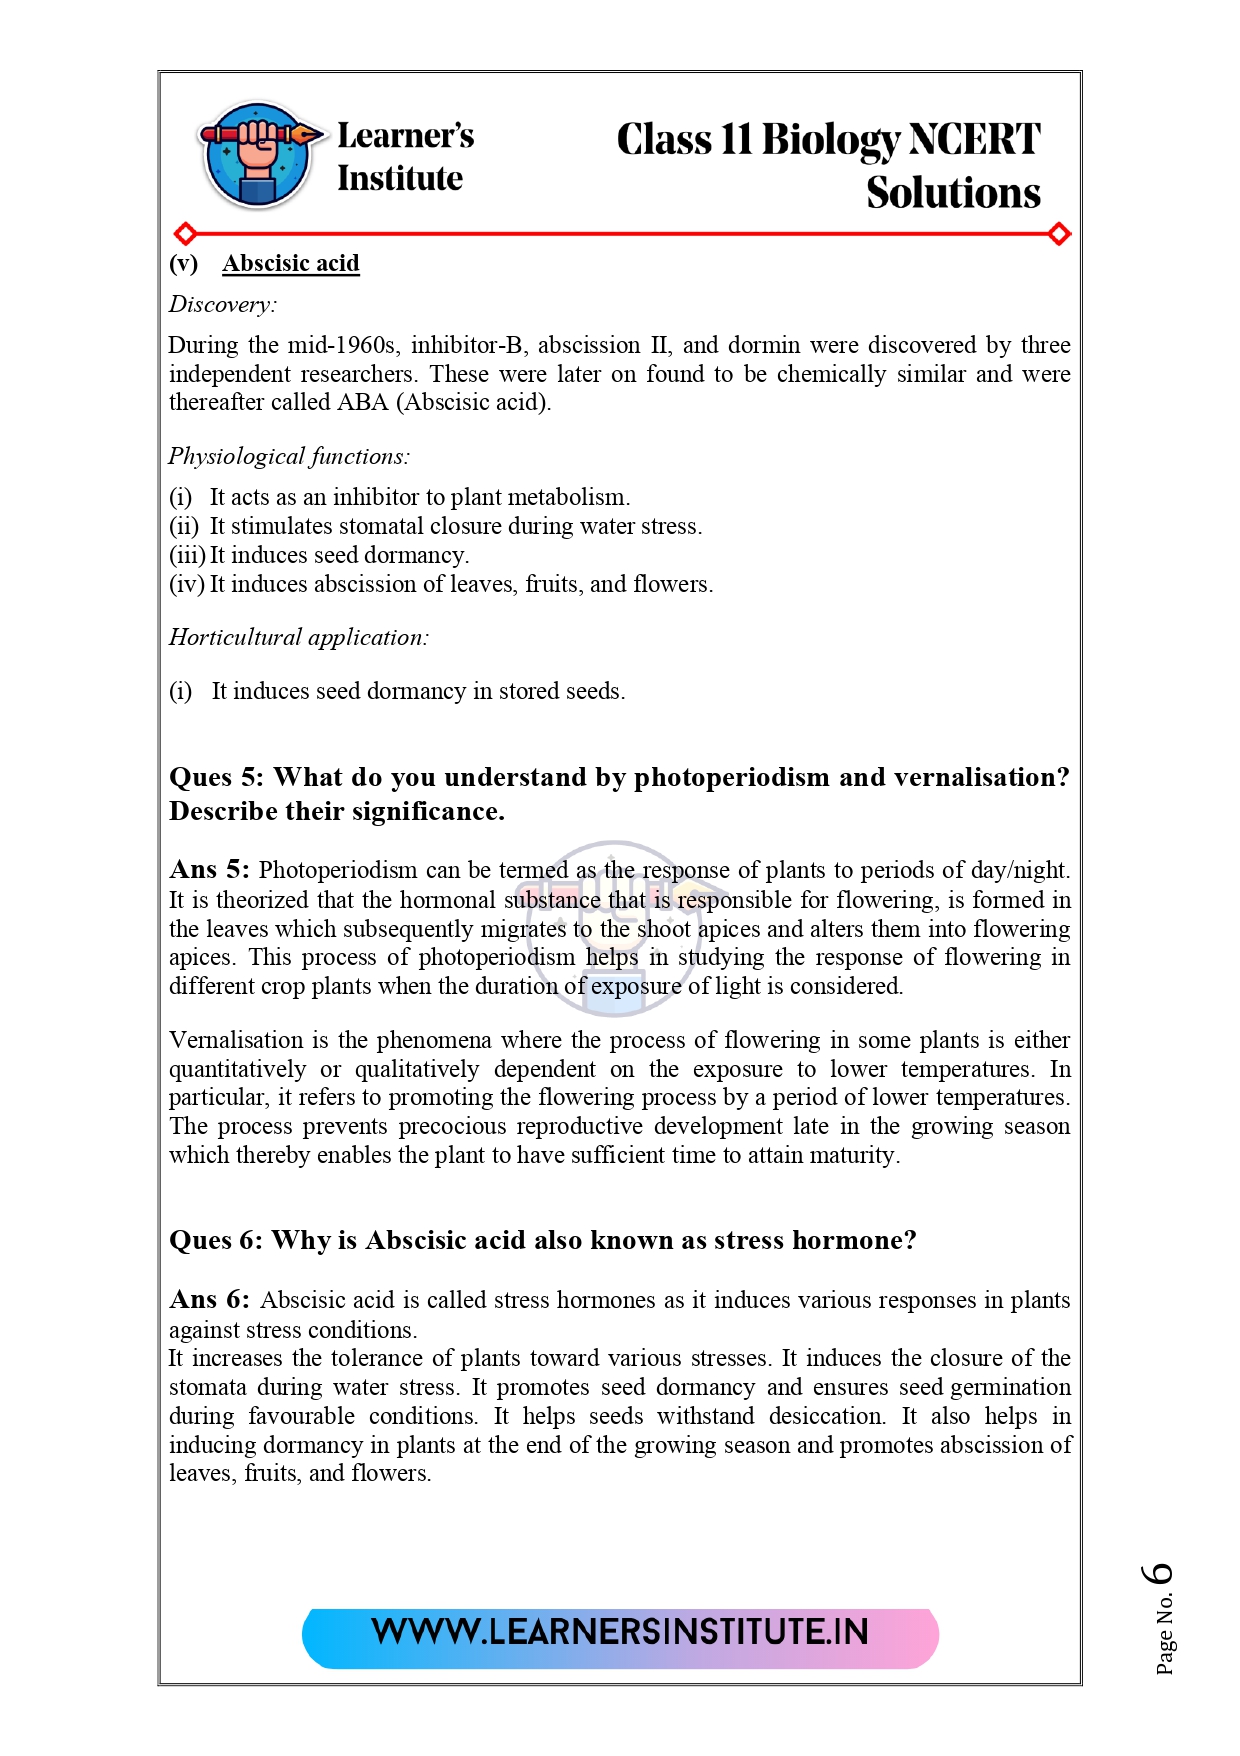 Learner's
Institute
Class 11 Biology NCERT
Solutions
(v) Abscisic acid
Discovery:
During the mid-1960s, inhibitor-B, abscission II, and dormin were discovered by three
independent researchers. These were later on found to be chemically similar and were
thereafter called ABA (Abscisic acid).
Physiological functions:
(i) It acts as an inhibitor to plant metabolism.
(ii) It stimulates stomatal closure during water stress.
(iii) It induces seed dormancy.
(iv) It induces abscission of leaves, fruits, and flowers.
Horticultural application:
(i) It induces seed dormancy in stored seeds.
Ques 5: What do you understand by photoperiodism and vernalisation?
Describe their significance.
Ans 5: Photoperiodism can be termed as the response of plants to periods of day/night.
It is theorized that the hormonal substance that is responsible for flowering, is formed in
the leaves which subsequently migrates to the shoot apices and alters them into flowering
apices. This process of photoperiodism helps in studying the response of flowering in
different crop plants when the duration of exposure of light is considered.
Vernalisation is the phenomena where the process of flowering in some plants is either
quantitatively or qualitatively dependent on the exposure to lower temperatures. In
particular, it refers to promoting the flowering process by a period of lower temperatures.
The process prevents precocious reproductive development late in the growing season
which thereby enables the plant to have sufficient time to attain maturity.
Ques 6: Why is Abscisic acid also known as stress hormone?
Ans 6: Abscisic acid is called stress hormones as it induces various responses in plants
against stress conditions.
It increases the tolerance of plants toward various stresses. It induces the closure of the
stomata during water stress. It promotes seed dormancy and ensures seed germination
during favourable conditions. It helps seeds withstand desiccation. It also helps in
inducing dormancy in plants at the end of the growing season and promotes abscission of
leaves, fruits, and flowers.
WWW.LEARNERSINSTITUTE.IN
Page No. 6